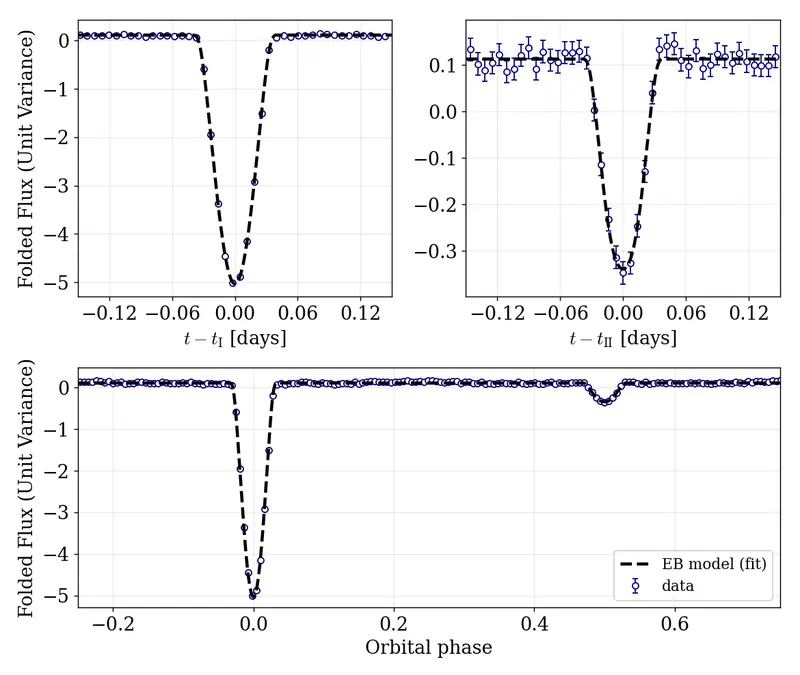 Folded Flux (Unit Variance)
0
−1
−2
−3
−4
−5
−0.12 −0.06 0.00 0.06 0.12
t − t_I [days]
0.1
0.0
−0.1
−0.2
−0.3
−0.12 −0.06 0.00 0.06 0.12
t − t_II [days]
Folded Flux (Unit Variance)
0
−1
−2
−3
−4
−5
−0.2 0.0 0.2 0.4 0.6
Orbital phase
EB model (fit)
data